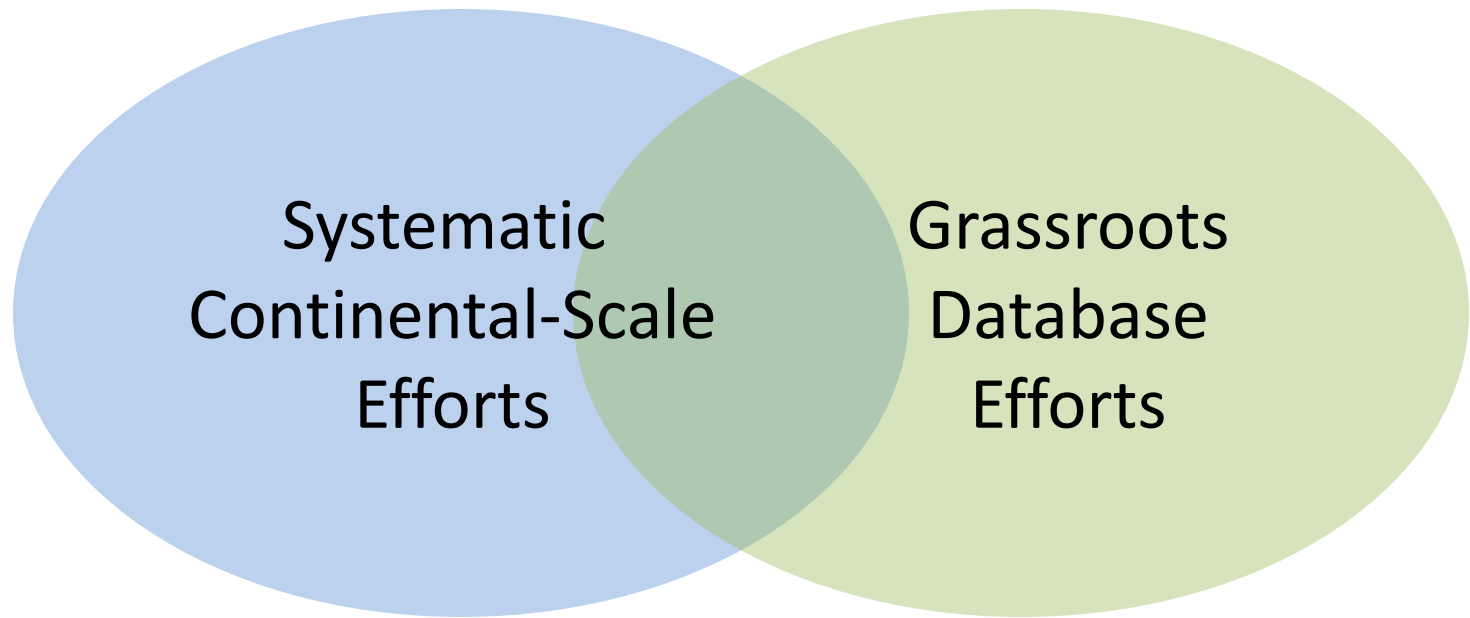 Systematic
Continental-Scale
Efforts
Grassroots
Database
Efforts